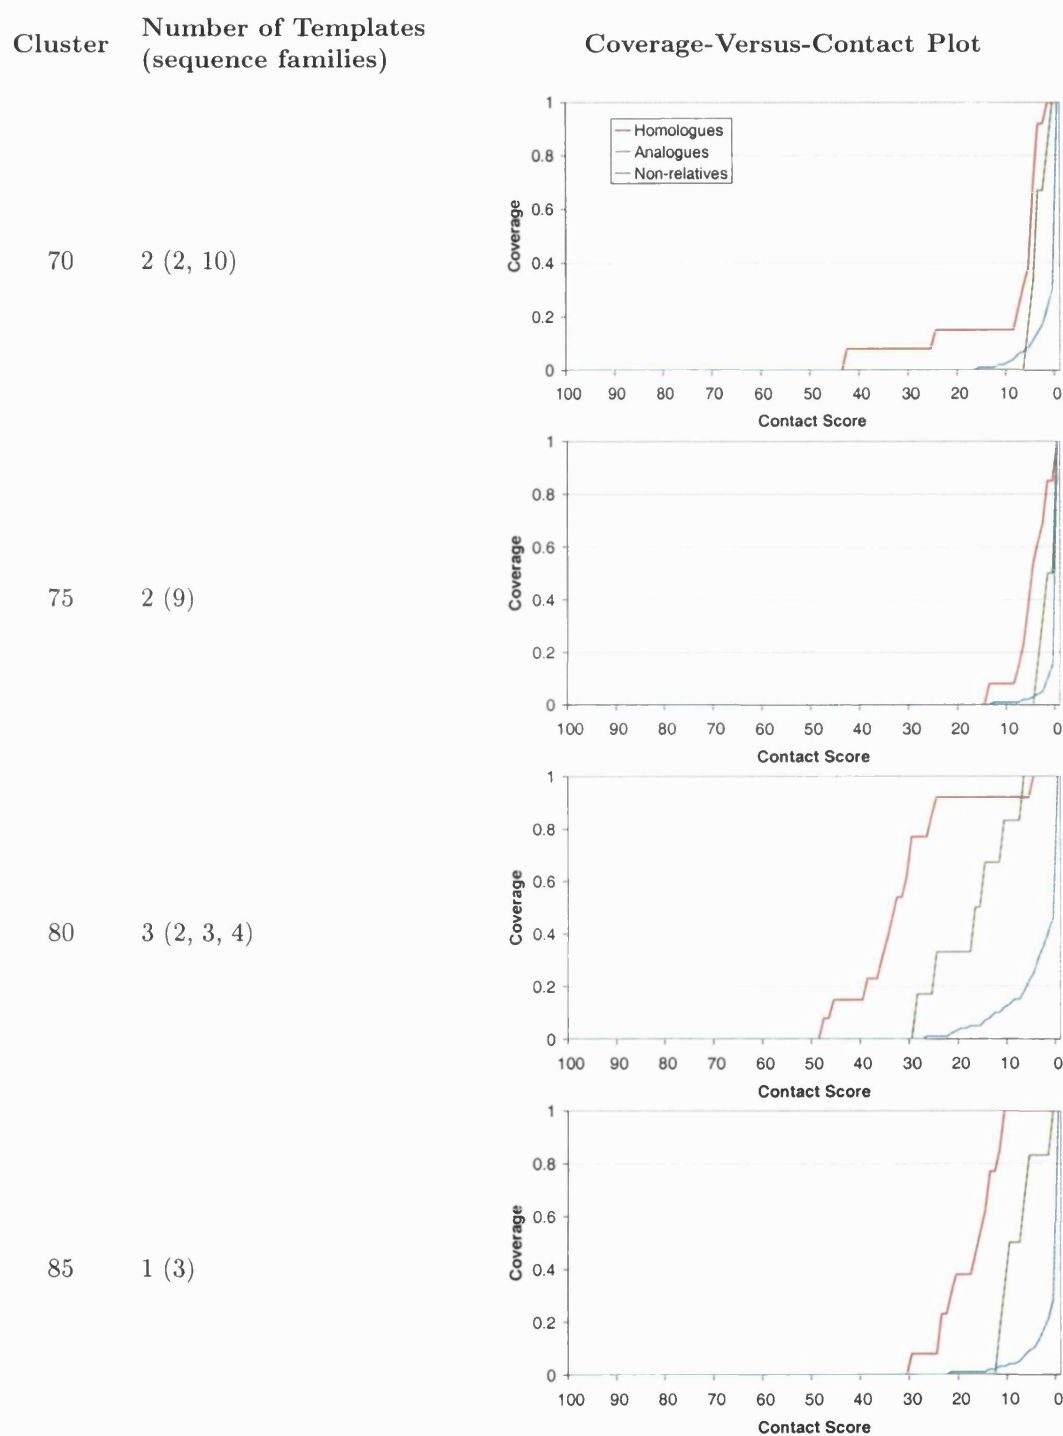 Cluster
Number of Templates
(sequence families)
Coverage-Versus-Contact Plot
70
2 (2, 10)
Coverage
1
0.8
0.6
0.4
0.2
0
Homologues
Analogues
Non-relatives
100 90 80 70 60 50 40 30 20 10 0
Contact Score
75
2 (9)
Coverage
1
0.8
0.6
0.4
0.2
0
100 90 80 70 60 50 40 30 20 10 0
Contact Score
80
3 (2, 3, 4)
Coverage
1
0.8
0.6
0.4
0.2
0
100 90 80 70 60 50 40 30 20 10 0
Contact Score
85
1 (3)
Coverage
1
0.8
0.6
0.4
0.2
0
100 90 80 70 60 50 40 30 20 10 0
Contact Score